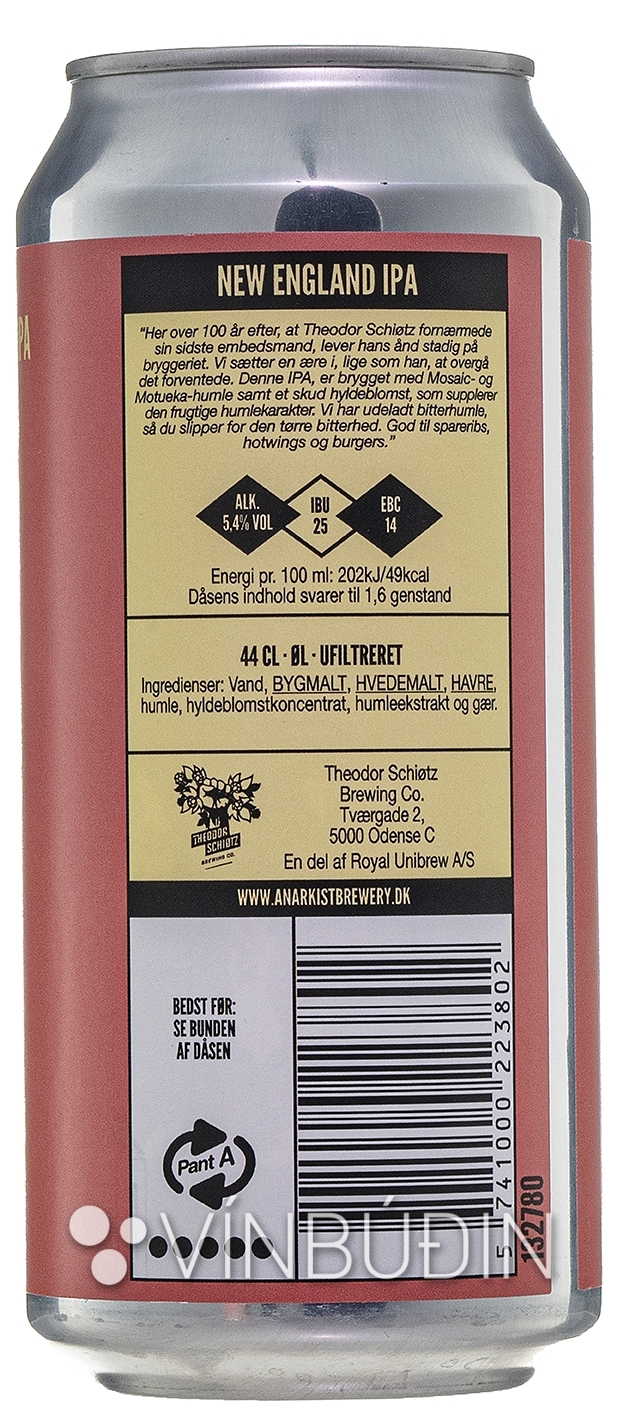 PA
NEW ENGLAND IPA
"Her over 100 år efter, at Theodor Schiøtz fornærmede
sin sidste embedsmand, lever hans ånd stadig på
bryggeriet. Vi sætter en ære i, lige som han, at overgå
det forventede. Denne IPA, er brygget med Mosaic- og
Motueka-humle samt et skud hyldeblomst, som supplerer
den frugtige humlekarakter. Vi har udeladt bitterhumle,
så du slipper for den tørre bitterhed. God til spareribs,
hotwings og burgers."
ALK.
5,4% VOL
IBU
25
EBC
14
Energi pr. 100 ml: 202kJ/49kcal
Dåsens indhold svarer til 1,6 genstand
44 CL · ØL · UFILTRERET
Ingredienser: Vand, BYGMALT, HVEDEMALT, HAVRE,
humle, hyldeblomstkoncentrat, humleekstrakt og gær.
THEODOR
SCHIØTZ
BREWING CO.
Theodor Schiøtz
Brewing Co.
Tværgade 2,
5000 Odense C
En del af Royal Unibrew A/S
WWW.ANARKISTBREWERY.DK
BEDST FØR:
SE BUNDEN
AF DÅSEN
Pant A
5 741000 223802
132780
VÍNBÚÐIN